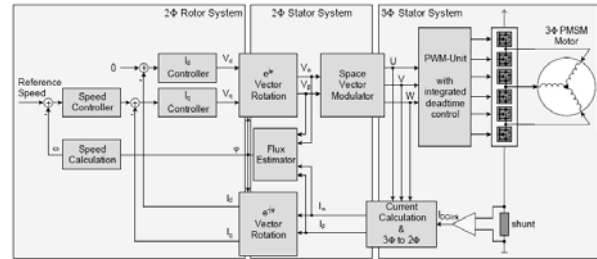 2Φ Rotor System
2Φ Stator System
3Φ Stator System
3Φ PMSM
Motor
0
Id
Controller
Vd
ejφ
Vector
Rotation
Vα
Vβ
Space
Vector
Modulator
U
V
W
PWM-Unit
with
integrated
deadtime
control
Reference
Speed
Speed
Controller
Iq
Controller
Vq
ω
Speed
Calculation
φ
Flux
Estimator
Id
Iq
e-jφ
Vector
Rotation
Iα
Iβ
Current
Calculation
&
3Φ to 2Φ
IDClink
shunt